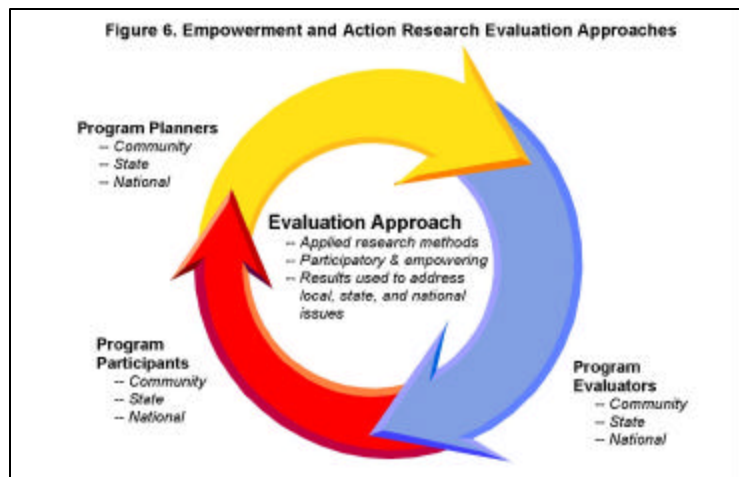 Figure 6. Empowerment and Action Research Evaluation Approaches
Program Planners
-- Community
-- State
-- National
Evaluation Approach
-- Applied research methods
-- Participatory & empowering
-- Results used to address
local, state, and national
issues
Program
Participants
-- Community
-- State
-- National
Program
Evaluators
-- Community
-- State
-- National